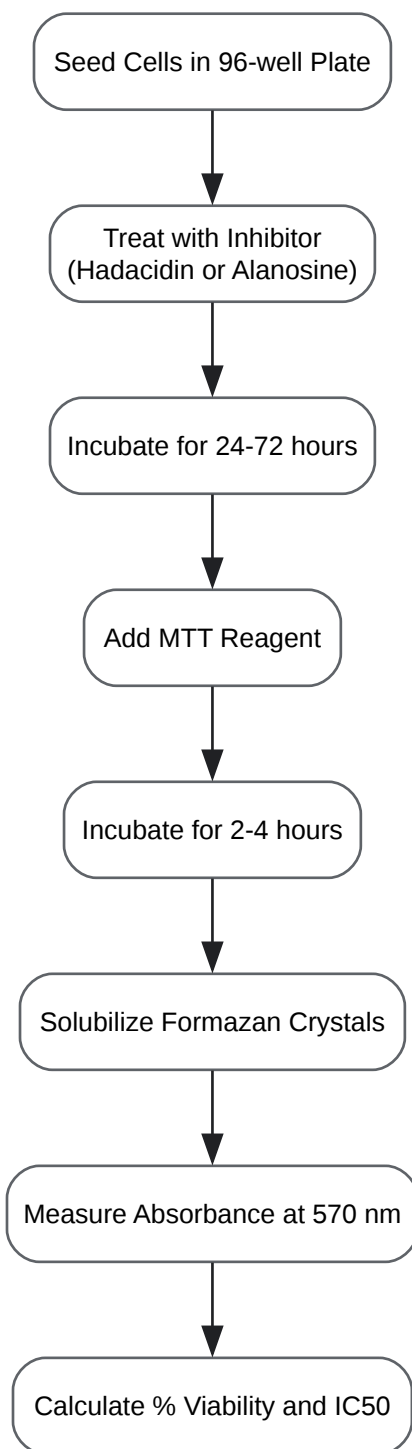 Seed Cells in 96-well Plate
Treat with Inhibitor
(Hadacidin or Alanosine)
Incubate for 24-72 hours
Add MTT Reagent
Incubate for 2-4 hours
Solubilize Formazan Crystals
Measure Absorbance at 570 nm
Calculate % Viability and IC50